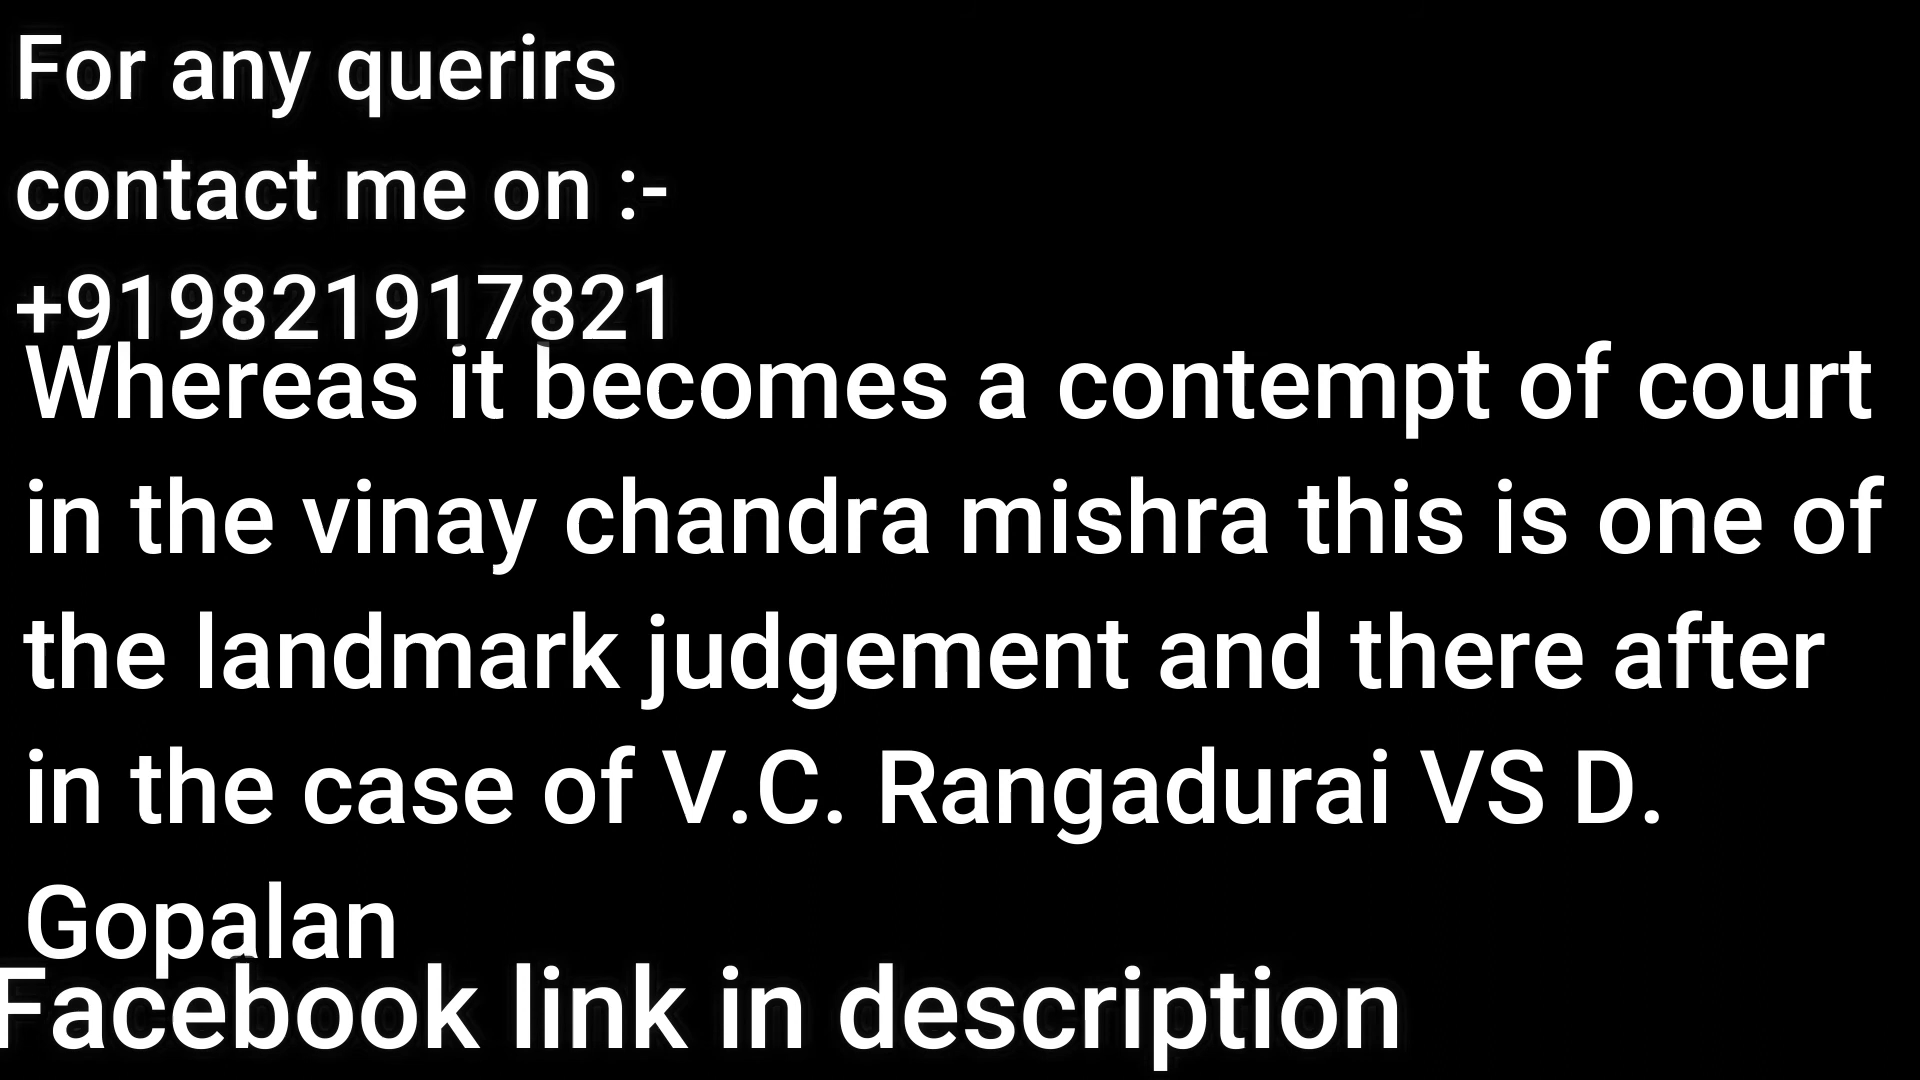 For any querirs
contact me on :-
+919821917821
Whereas it becomes a contempt of court
in the vinay chandra mishra this is one of
the landmark judgement and there after
in the case of V.C. Rangadurai VS D.
Gopalan
Facebook link in description